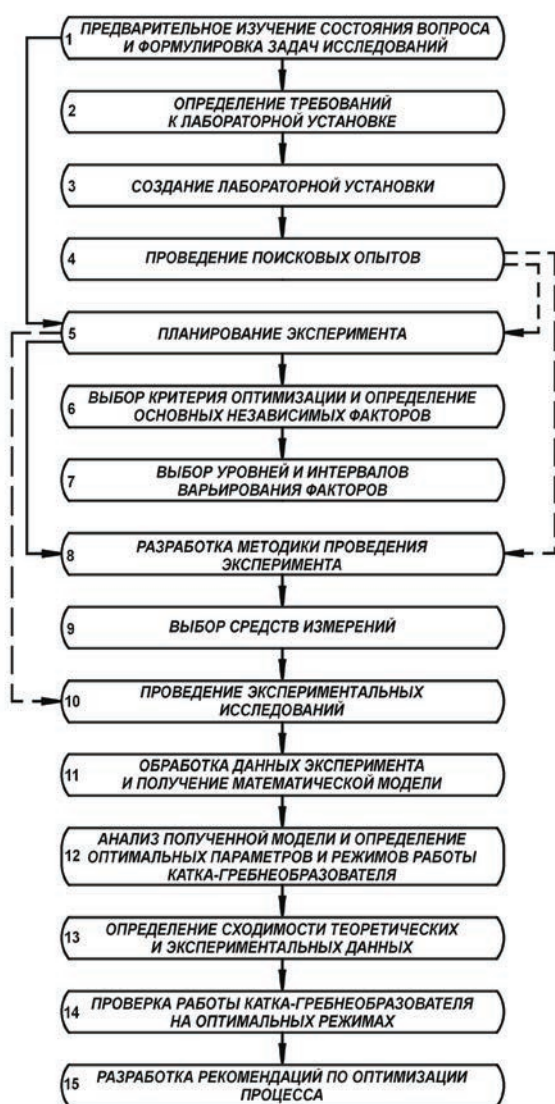 1 ПРЕДВАРИТЕЛЬНОЕ ИЗУЧЕНИЕ СОСТОЯНИЯ ВОПРОСА
И ФОРМУЛИРОВКА ЗАДАЧ ИССЛЕДОВАНИЙ
2 ОПРЕДЕЛЕНИЕ ТРЕБОВАНИЙ
К ЛАБОРАТОРНОЙ УСТАНОВКЕ
3 СОЗДАНИЕ ЛАБОРАТОРНОЙ УСТАНОВКИ
4 ПРОВЕДЕНИЕ ПОИСКОВЫХ ОПЫТОВ
5 ПЛАНИРОВАНИЕ ЭКСПЕРИМЕНТА
6 ВЫБОР КРИТЕРИЯ ОПТИМИЗАЦИИ И ОПРЕДЕЛЕНИЕ
ОСНОВНЫХ НЕЗАВИСИМЫХ ФАКТОРОВ
7 ВЫБОР УРОВНЕЙ И ИНТЕРВАЛОВ
ВАРЬИРОВАНИЯ ФАКТОРОВ
8 РАЗРАБОТКА МЕТОДИКИ ПРОВЕДЕНИЯ
ЭКСПЕРИМЕНТА
9 ВЫБОР СРЕДСТВ ИЗМЕРЕНИЙ
10 ПРОВЕДЕНИЕ ЭКСПЕРИМЕНТАЛЬНЫХ
ИССЛЕДОВАНИЙ
11 ОБРАБОТКА ДАННЫХ ЭКСПЕРИМЕНТА
И ПОЛУЧЕНИЕ МАТЕМАТИЧЕСКОЙ МОДЕЛИ
12 АНАЛИЗ ПОЛУЧЕННОЙ МОДЕЛИ И ОПРЕДЕЛЕНИЕ
ОПТИМАЛЬНЫХ ПАРАМЕТРОВ И РЕЖИМОВ РАБОТЫ
КАТКА-ГРЕБНЕОБРАЗОВАТЕЛЯ
13 ОПРЕДЕЛЕНИЕ СХОДИМОСТИ ТЕОРЕТИЧЕСКИХ
И ЭКСПЕРИМЕНТАЛЬНЫХ ДАННЫХ
14 ПРОВЕРКА РАБОТЫ КАТКА-ГРЕБНЕОБРАЗОВАТЕЛЯ
НА ОПТИМАЛЬНЫХ РЕЖИМАХ
15 РАЗРАБОТКА РЕКОМЕНДАЦИЙ ПО ОПТИМИЗАЦИИ
ПРОЦЕССА